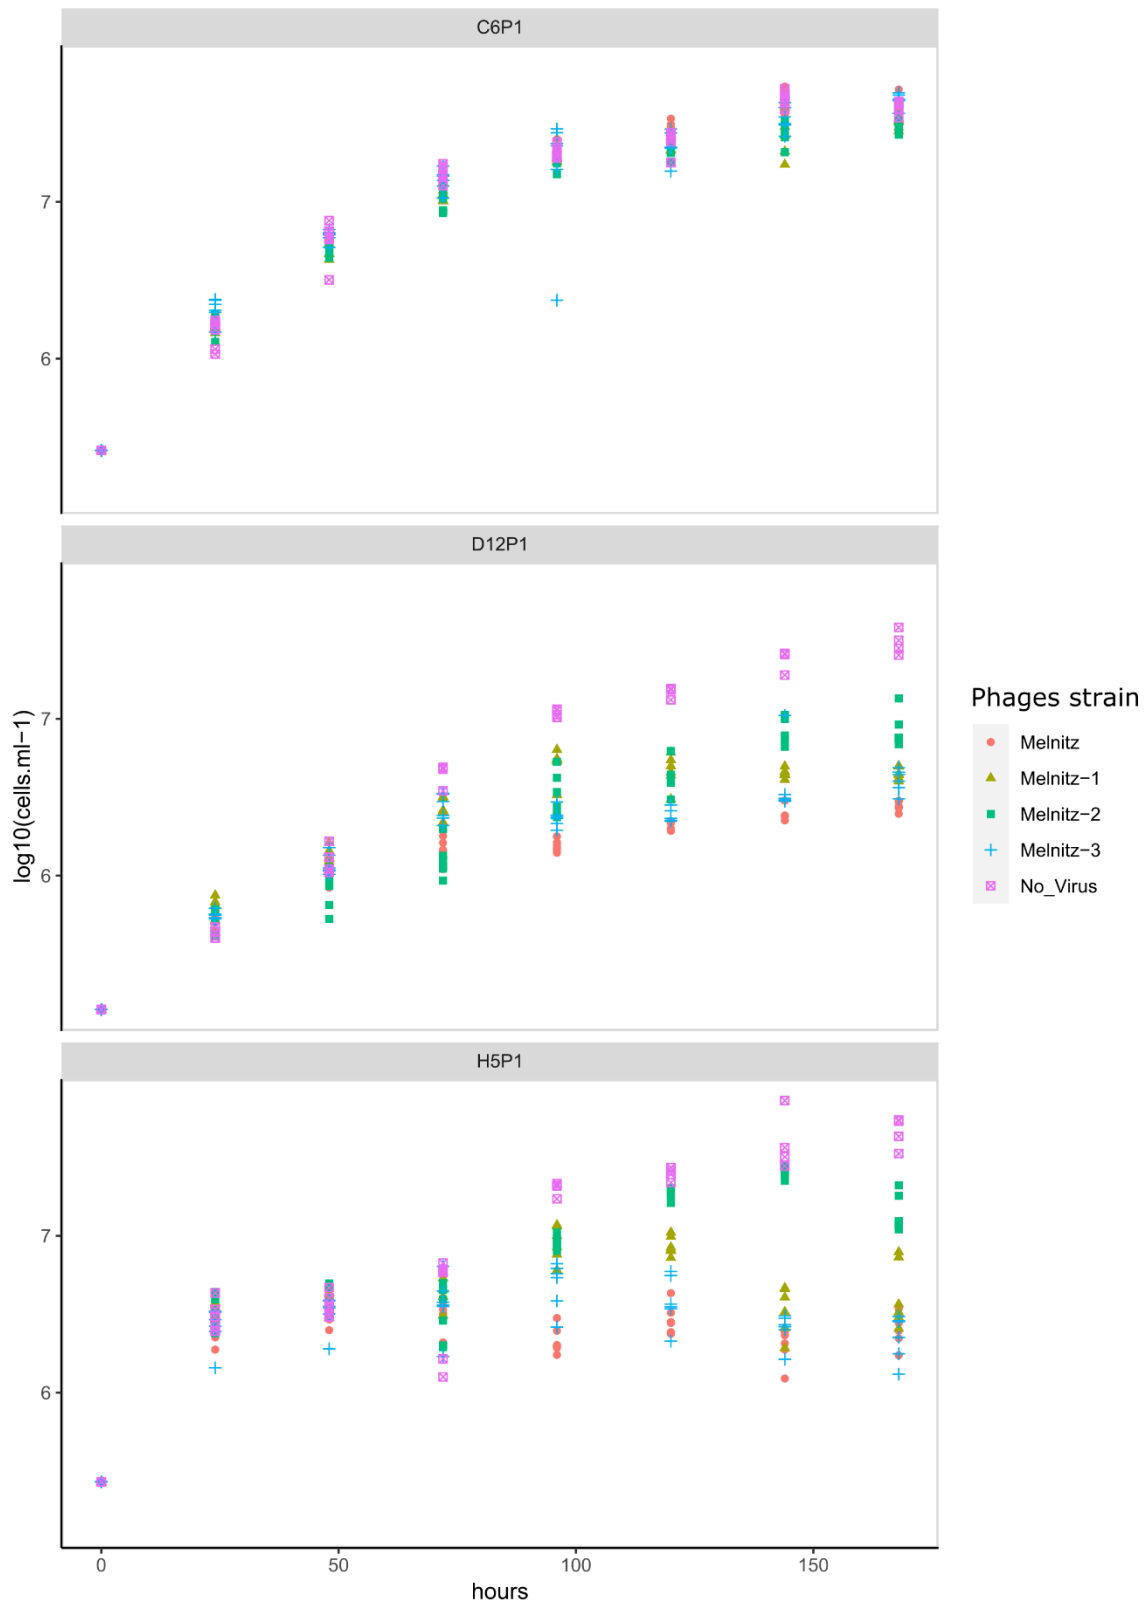 C6P1
7
6
D12P1
7
6
log10(cells.ml−1)
H5P1
7
6
0
50
100
150
hours
Phages strain
Melnitz
Melnitz−1
Melnitz−2
Melnitz−3
No_Virus